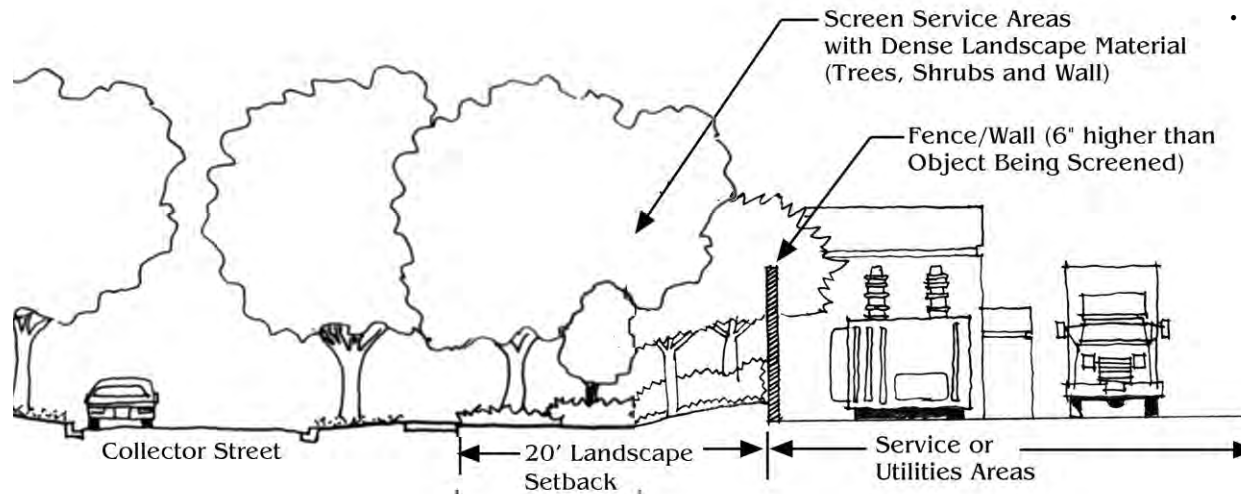 Screen Service Areas
with Dense Landscape Material
(Trees, Shrubs and Wall)
Fence/Wall (6" higher than
Object Being Screened)
Collector Street
20' Landscape
Setback
Service or
Utilities Areas